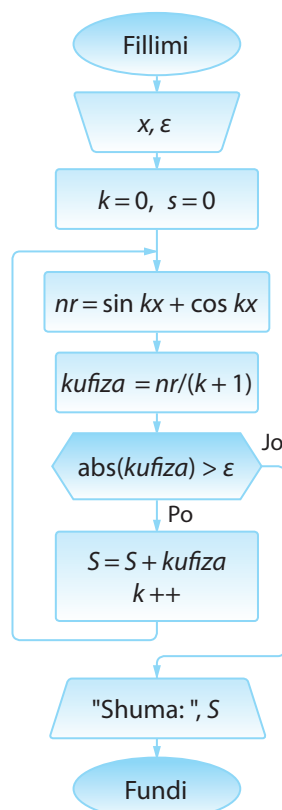 Fillimi
x, ε
k = 0, s = 0
nr = sin kx + cos kx
kufiza = nr/(k + 1)
Jo
abs(kufiza) > ε
Po
S = S + kufiza
k ++
"Shuma: ", S
Fundi